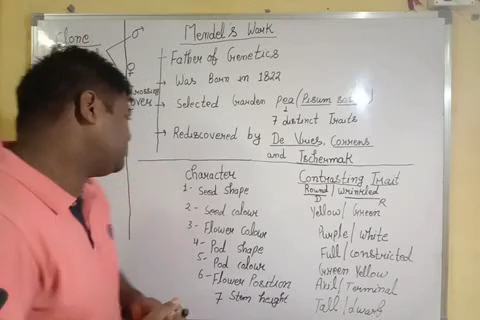 Clone
♂
Mendel's Work
Father of Genetics
♀
Was Born in 1822
crossing
over
Selected Garden pea (Pisum
7 distinct Traits
Rediscovered by De Vries, Correns
and Tschermak
Character Contrasting Trait
1- Seed Shape Round / Wrinkled
D R
2- Seed colour Yellow / Green
3- Flower Colour Purple / White
4- Pod shape Full / constricted
5- Pod colour Green Yellow
6- Flower Position Axil / Terminal
7 Stem height Tall / dwarf